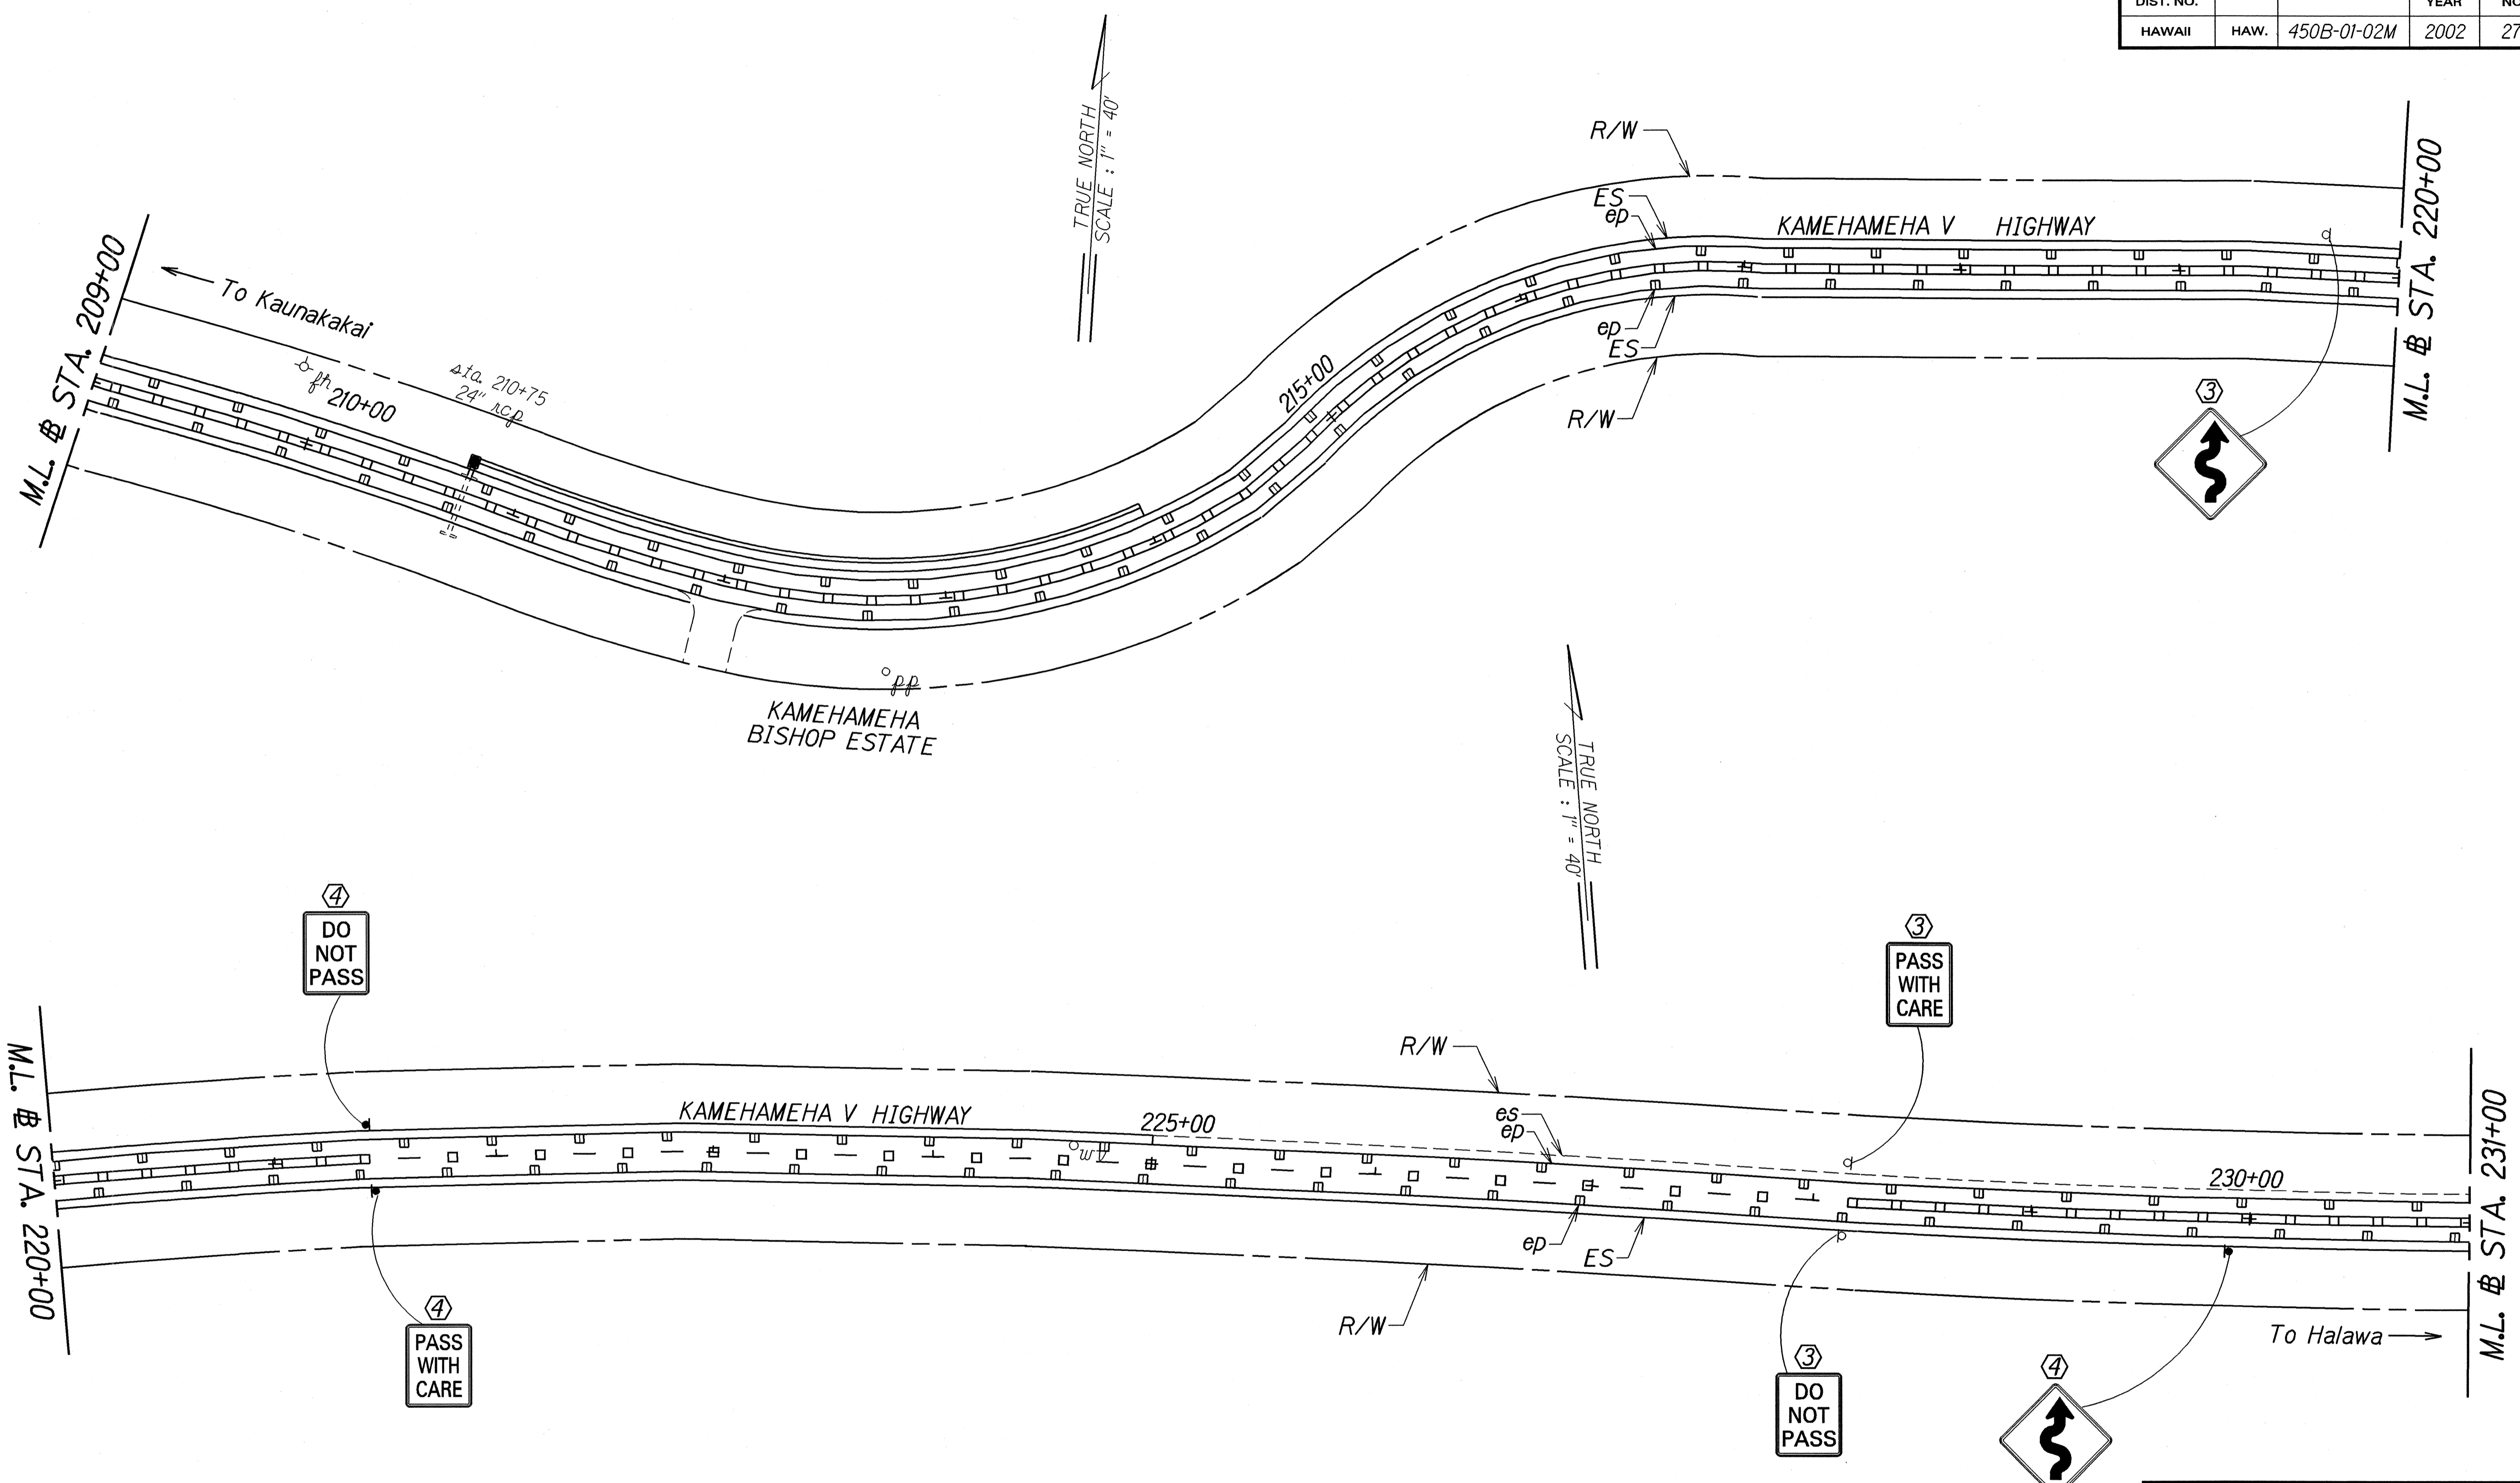 DIST. NO.
YEAR
HAWAII HAW. 450B-01-02M 2002 27
TRUE NORTH
SCALE : 1" = 40'
R/W
ES
ep
KAMEHAMEHA V HIGHWAY
M.L. B STA. 220+00
M.L. B STA. 209+00
To Kaunakakai
fh
210+00
sta. 210+75
24" rcp
215+00
ep
ES
R/W
3
pp
KAMEHAMEHA
BISHOP ESTATE
TRUE NORTH
SCALE : 1" = 40'
4
DO
NOT
PASS
3
PASS
WITH
CARE
M.L. B STA. 220+00
R/W
KAMEHAMEHA V HIGHWAY
225+00
es
ep
wv
230+00
M.L. B STA. 231+00
ep
ES
R/W
4
PASS
WITH
CARE
To Halawa
3
DO
NOT
PASS
4